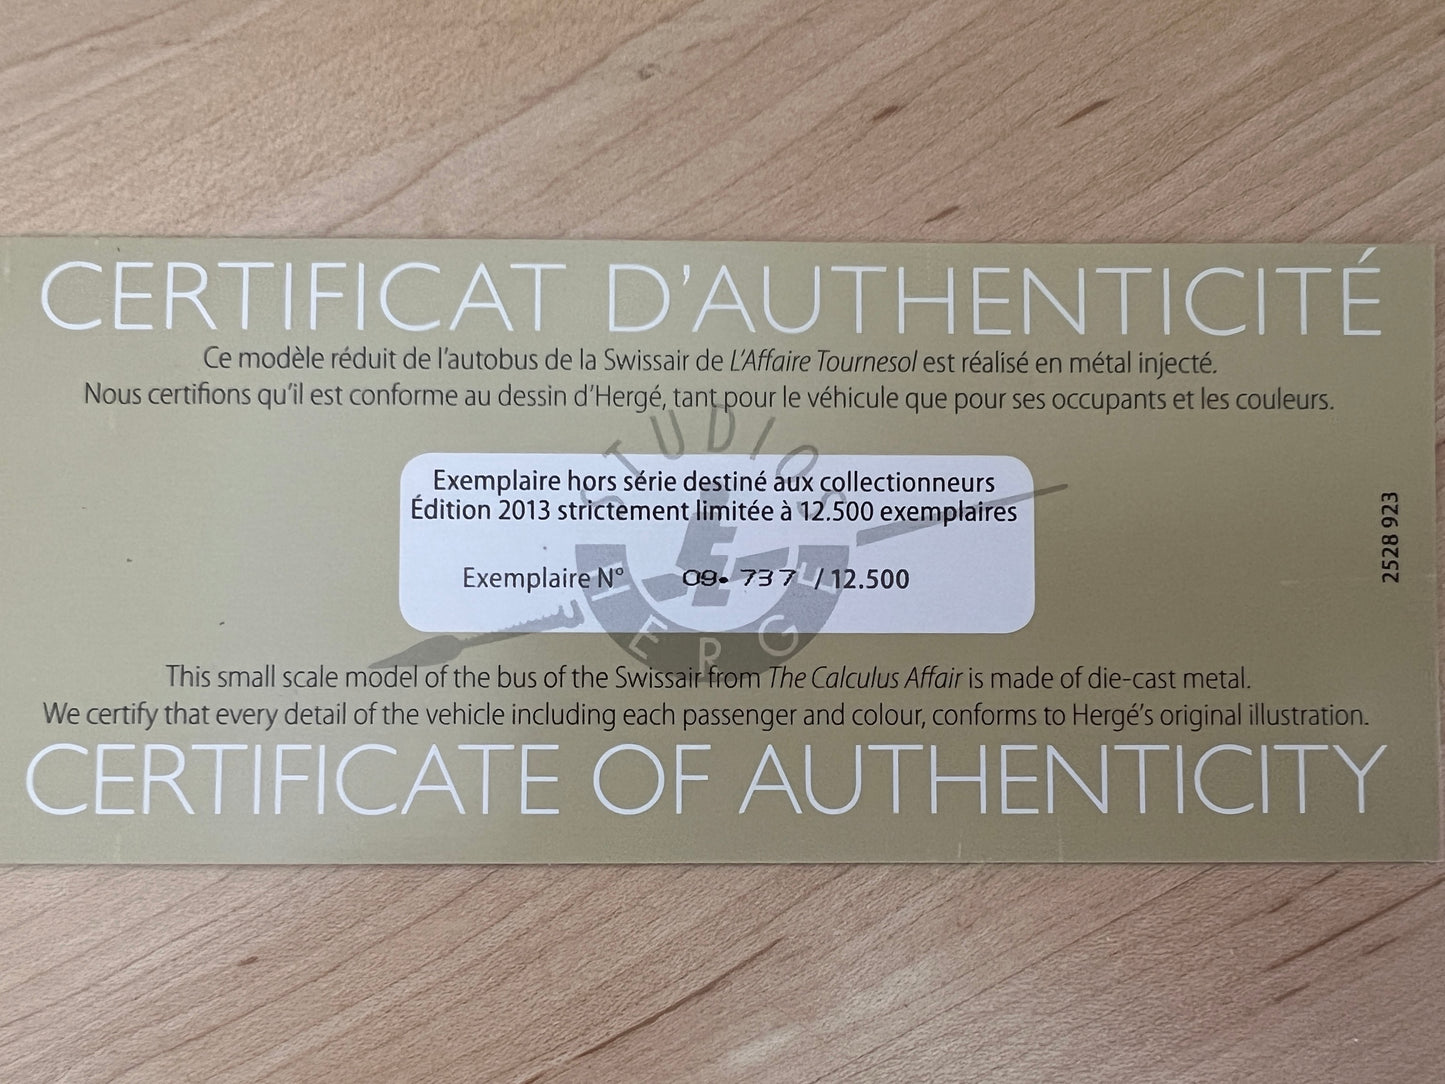 CERTIFICAT D'AUTHENTICITÉ
Ce modèle réduit de l'autobus de la Swissair de L'Affaire Tournesol est réalisé en métal injecté.
Nous certifions qu'il est conforme au dessin d'Hergé, tant pour le véhicule que pour ses occupants et les couleurs.
STUDIOS
Exemplaire hors série destiné aux collectionneurs
Édition 2013 strictement limitée à 12.500 exemplaires
Exemplaire N° 09. 737 / 12.500
HERGE
2528 923
This small scale model of the bus of the Swissair from The Calculus Affair is made of die-cast metal.
We certify that every detail of the vehicle including each passenger and colour, conforms to Hergé's original illustration.
CERTIFICATE OF AUTHENTICITY